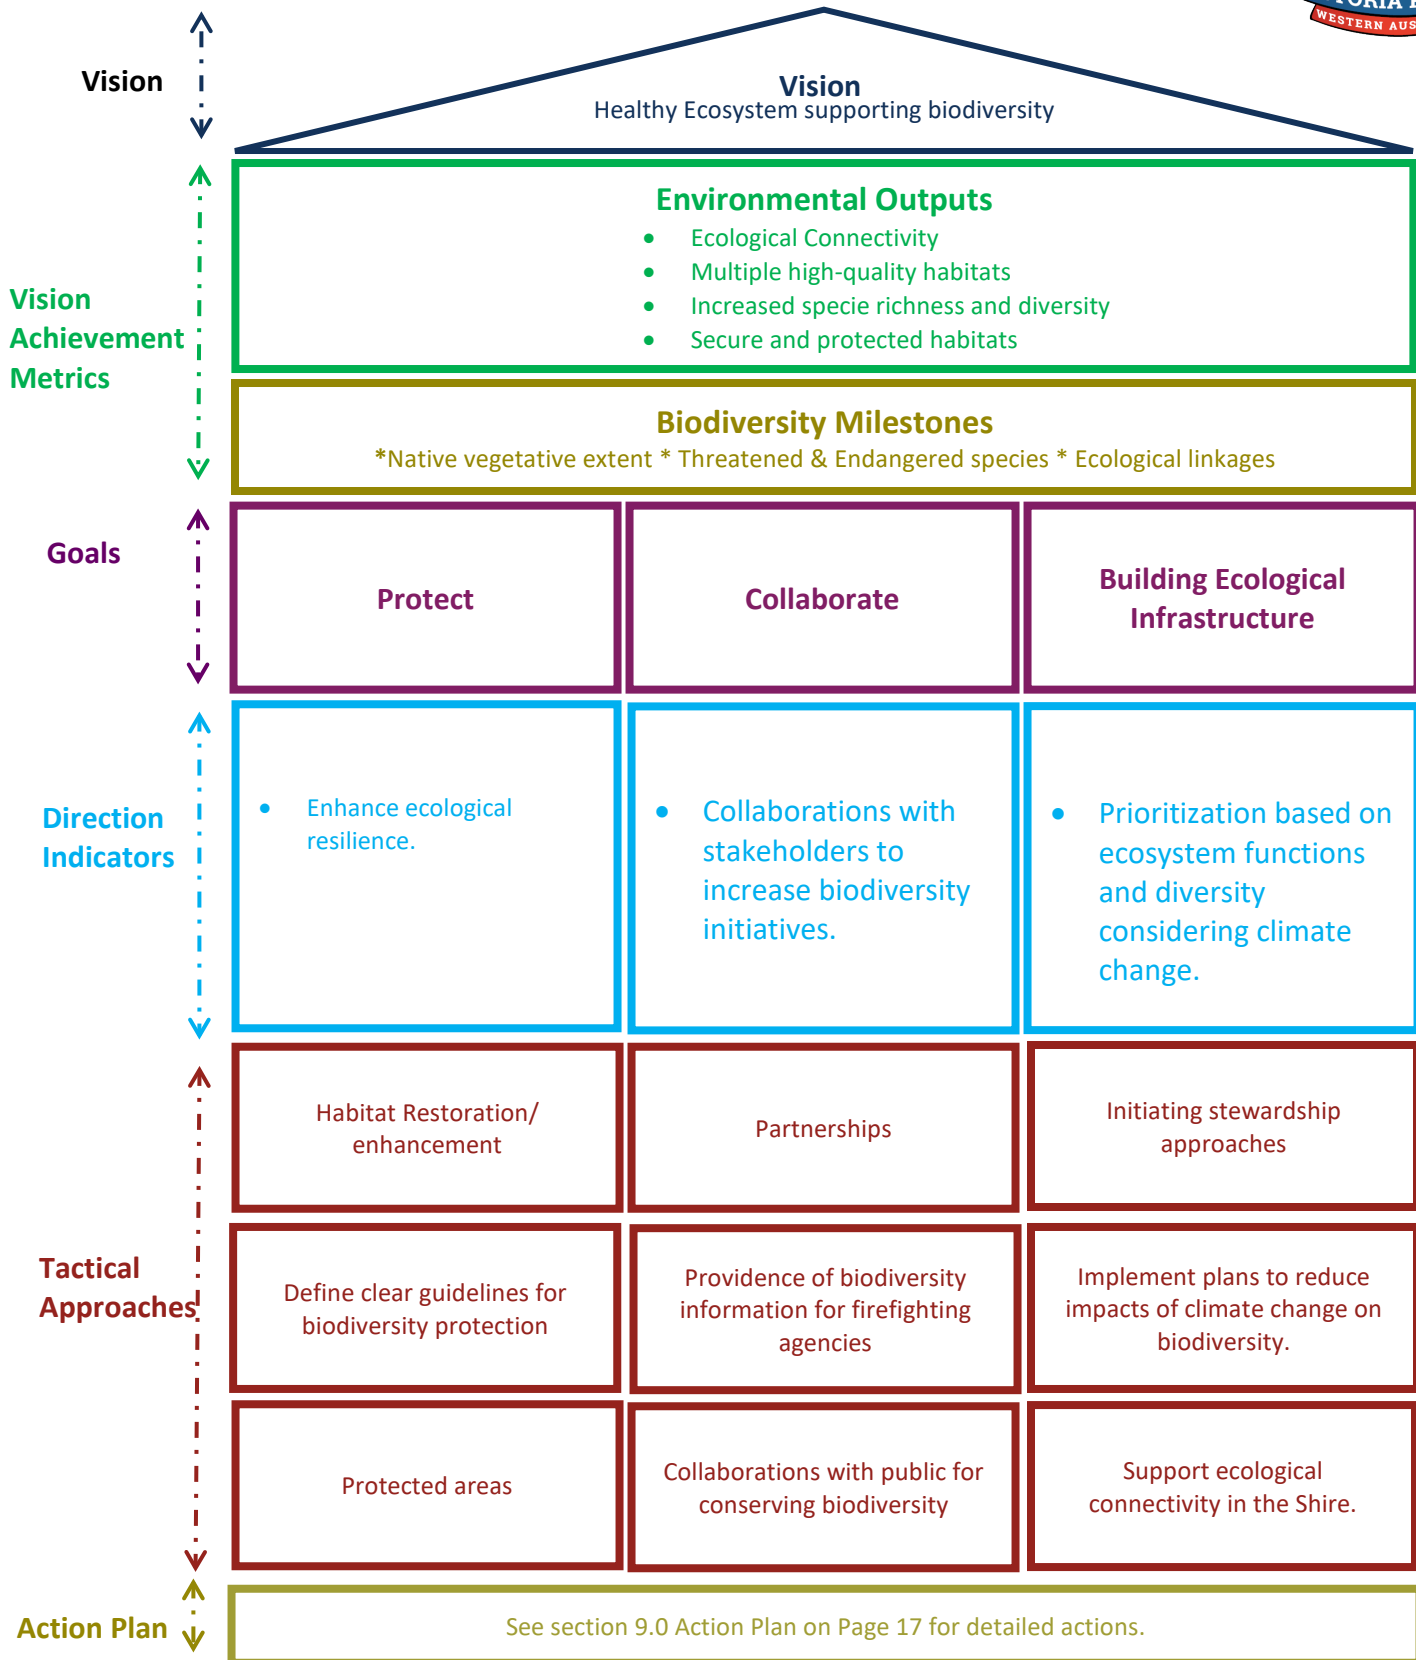 WESTERN AUS
Vision
Vision
Healthy Ecosystem supporting biodiversity
Vision
Achievement
Metrics
Environmental Outputs
• Ecological Connectivity
• Multiple high-quality habitats
• Increased specie richness and diversity
• Secure and protected habitats
Biodiversity Milestones
*Native vegetative extent * Threatened & Endangered species * Ecological linkages
Goals
Protect
Collaborate
Building Ecological
Infrastructure
Direction
Indicators
• Enhance ecological
resilience.
• Collaborations with
stakeholders to
increase biodiversity
initiatives.
• Prioritization based on
ecosystem functions
and diversity
considering climate
change.
Tactical
Approaches
Habitat Restoration/
enhancement
Partnerships
Initiating stewardship
approaches
Define clear guidelines for
biodiversity protection
Providence of biodiversity
information for firefighting
agencies
Implement plans to reduce
impacts of climate change on
biodiversity.
Protected areas
Collaborations with public for
conserving biodiversity
Support ecological
connectivity in the Shire.
Action Plan
See section 9.0 Action Plan on Page 17 for detailed actions.